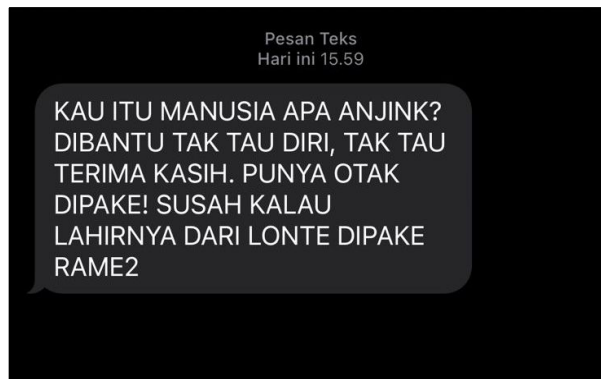 Pesan Teks
Hari ini 15.59
KAU ITU MANUSIA APA ANJINK?
DIBANTU TAK TAU DIRI, TAK TAU
TERIMA KASIH. PUNYA OTAK
DIPAKE! SUSAH KALAU
LAHIRNYA DARI LONTE DIPAKE
RAME2